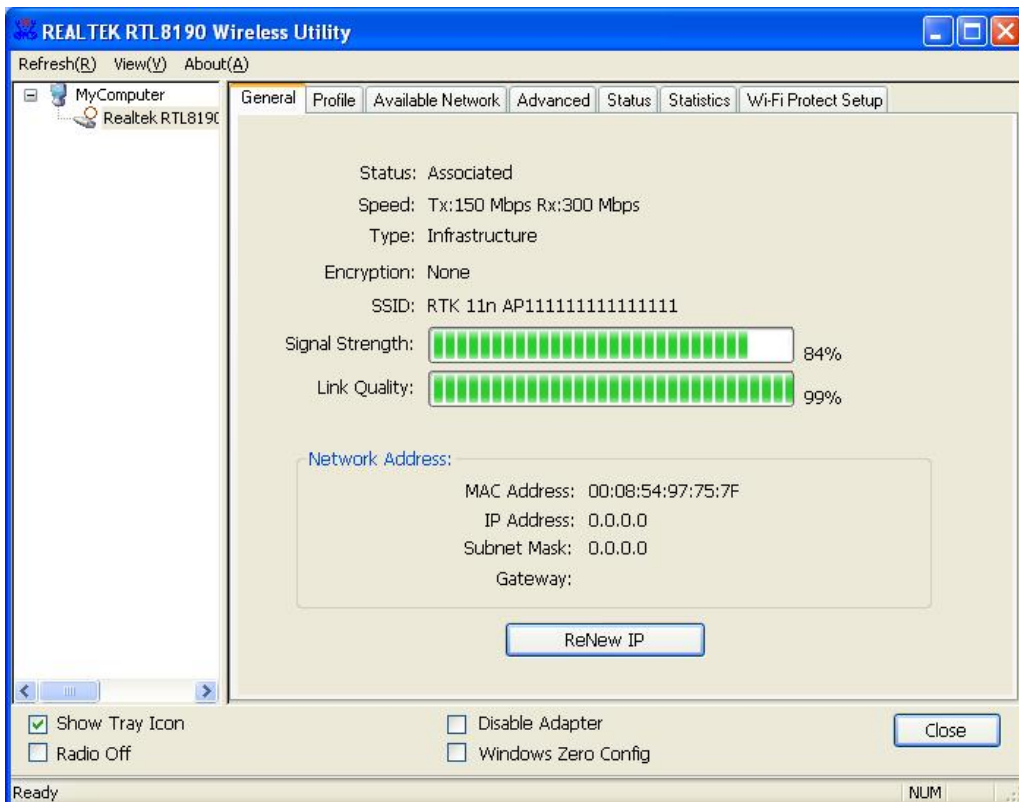 REALTEK RTL8190 Wireless Utility
Refresh(R) View(V) About(A)
MyComputer
Realtek RTL8190
General Profile Available Network Advanced Status Statistics Wi-Fi Protect Setup
Status: Associated
Speed: Tx:150 Mbps Rx:300 Mbps
Type: Infrastructure
Encryption: None
SSID: RTK 11n AP111111111111111
Signal Strength: 84%
Link Quality: 99%
Network Address:
MAC Address: 00:08:54:97:75:7F
IP Address: 0.0.0.0
Subnet Mask: 0.0.0.0
Gateway:
ReNew IP
Show Tray Icon
Radio Off
Disable Adapter
Windows Zero Config
Close
Ready
NUM